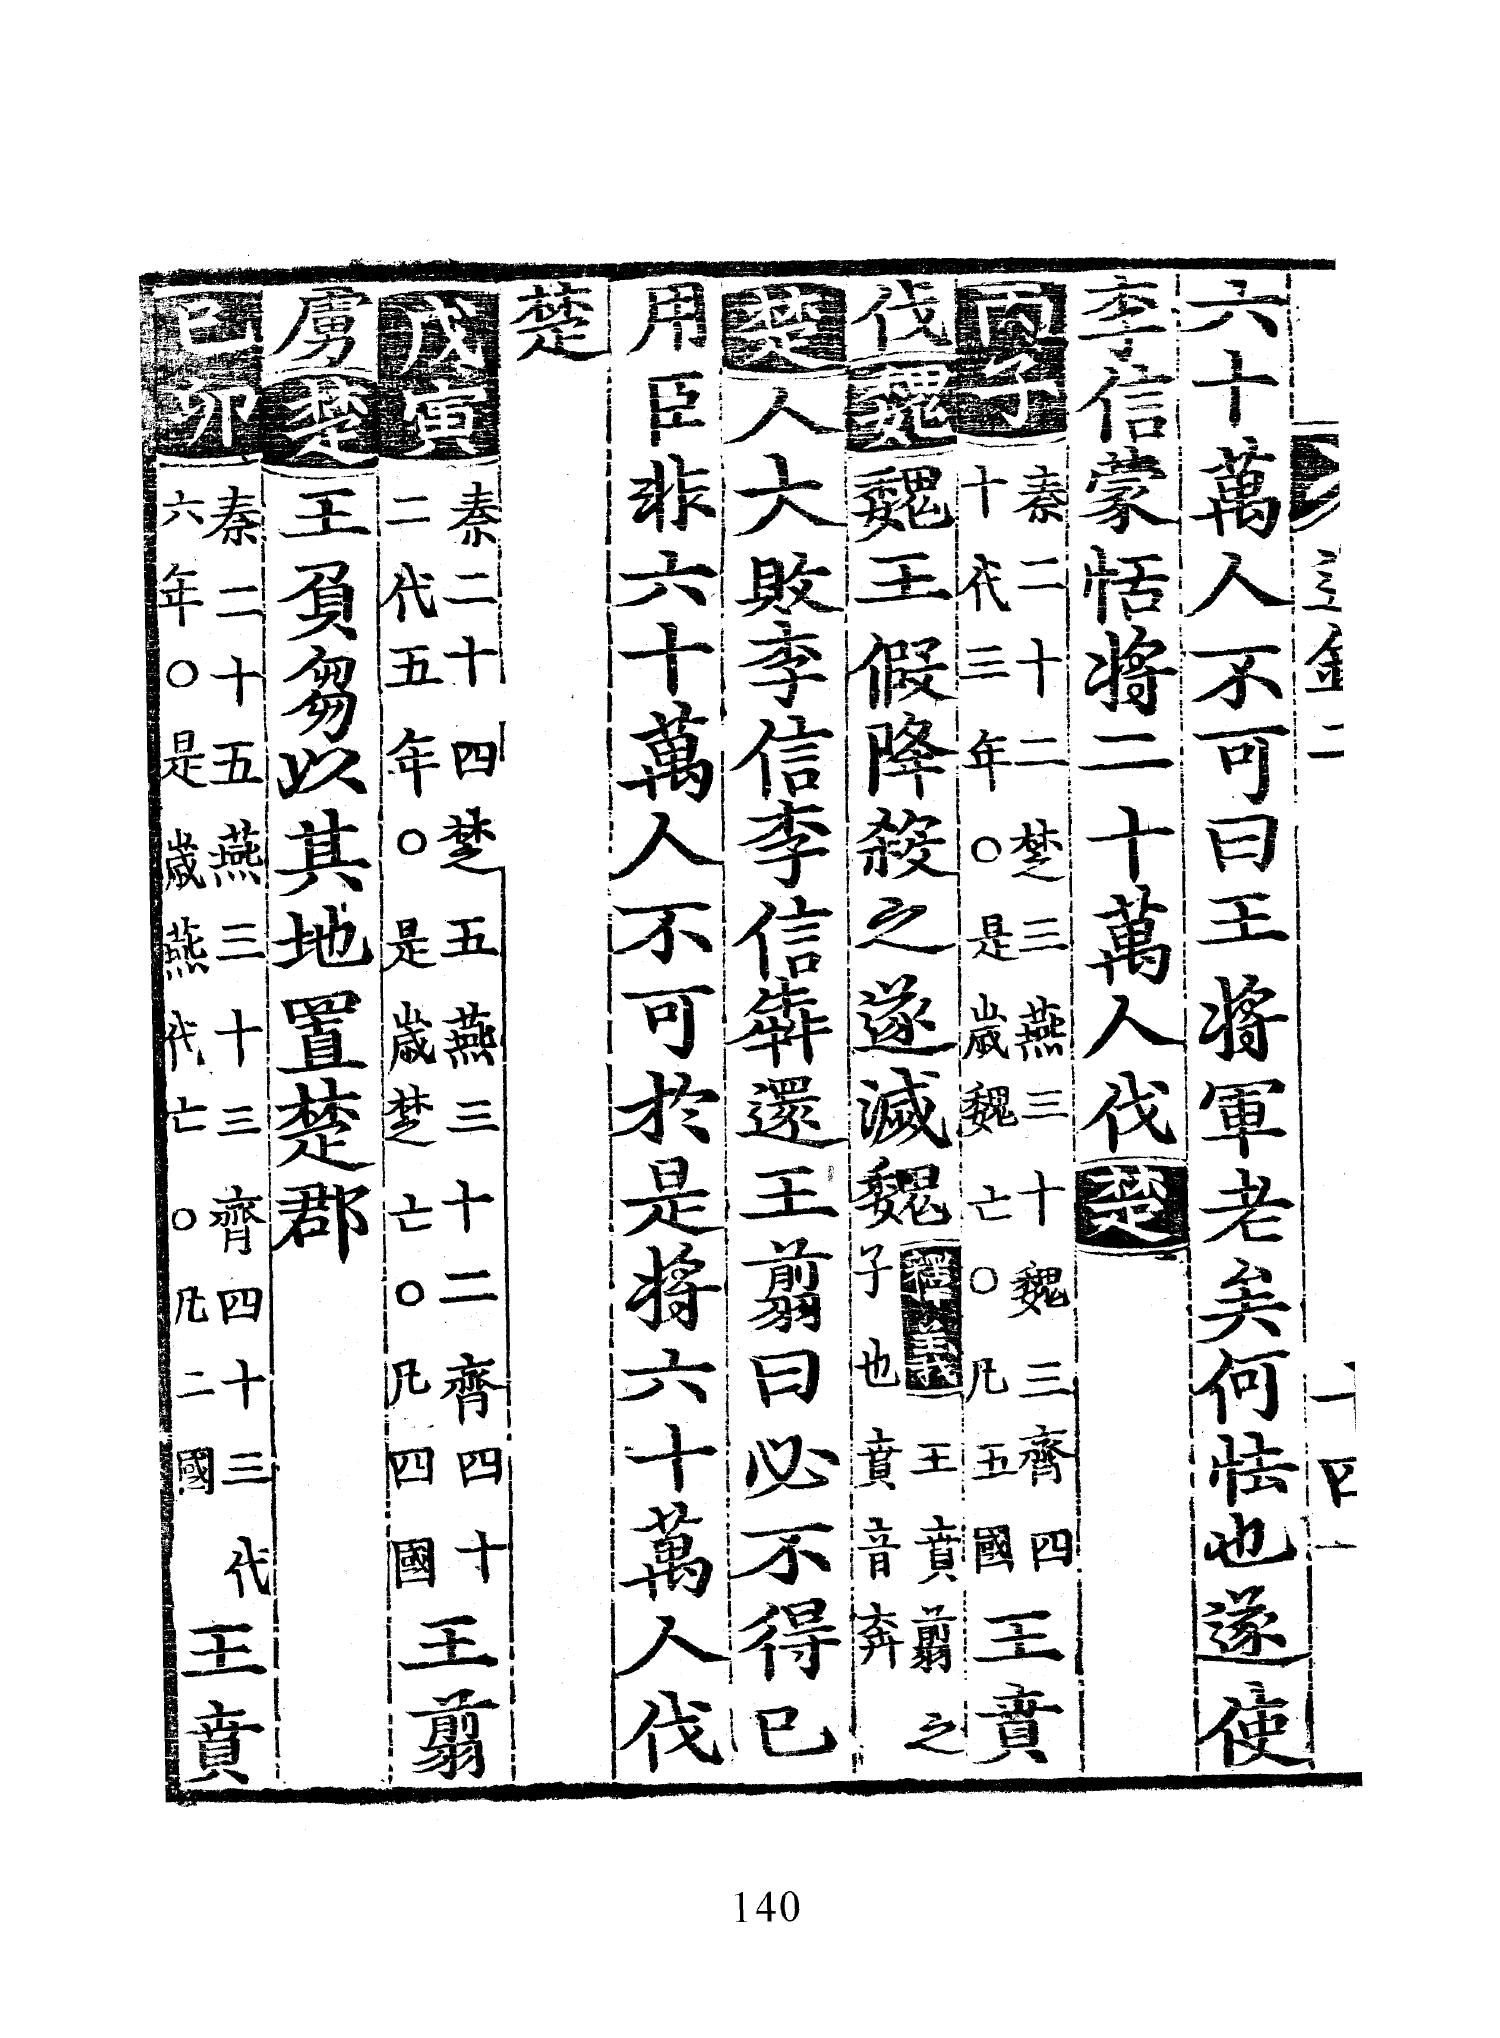 六十萬人不可曰王將軍老矣何怯也遂使
李信蒙恬將二十萬人伐楚
丙子秦二十二楚三燕三十魏三齊四十代三年○是歲魏亡○凡五國王賁
伐魏魏王假降殺之遂滅魏王賁翦之子也賁音奔
楚人大敗李信李信犇還王翦曰必不得已
用臣非六十萬人不可於是將六十萬人伐
楚
戊寅秦二十四楚五燕三十二齊四十二代五年○是歲楚亡○凡四國王翦
虜楚王負芻以其地置楚郡
己卯秦二十五燕三十三齊四十三代六年○是歲燕代亡○凡二國王賁
140